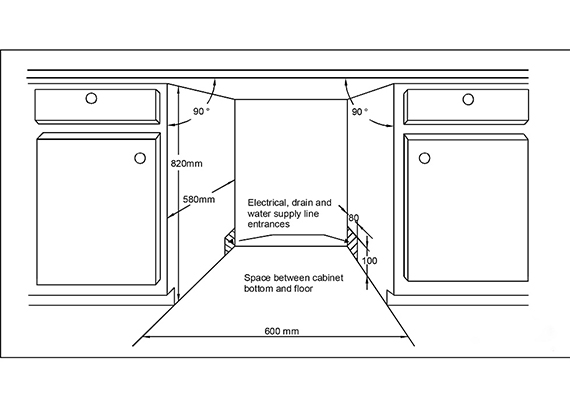 90 °
90 °
820mm
580mm
Electrical, drain and
water supply line
entrances
80
100
Space between cabinet
bottom and floor
600 mm